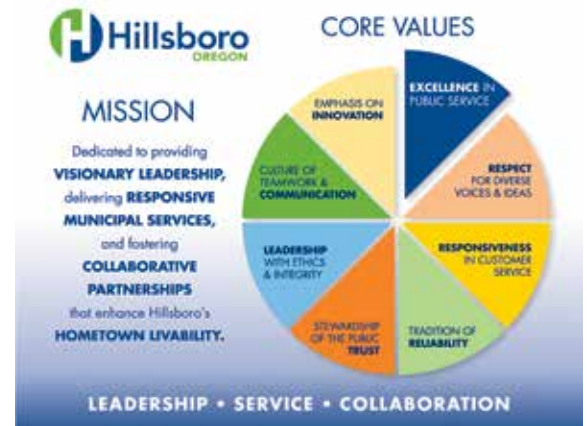 Hillsboro
OREGON
CORE VALUES
MISSION
Dedicated to providing
VISIONARY LEADERSHIP,
delivering RESPONSIVE
MUNICIPAL SERVICES,
and fostering
COLLABORATIVE
PARTNERSHIPS
that enhance Hillsboro's
HOMETOWN LIVABILITY.
EXCELLENCE IN
PUBLIC SERVICE
RESPECT
FOR DIVERSE
VOICES & IDEAS
RESPONSIVENESS
IN CUSTOMER
SERVICE
TRADITION OF
RELIABILITY
STEWARDSHIP
OF THE PUBLIC
TRUST
LEADERSHIP
WITH ETHICS
& INTEGRITY
CULTURE OF
TEAMWORK &
COMMUNICATION
EMPHASIS ON
INNOVATION
LEADERSHIP • SERVICE • COLLABORATION